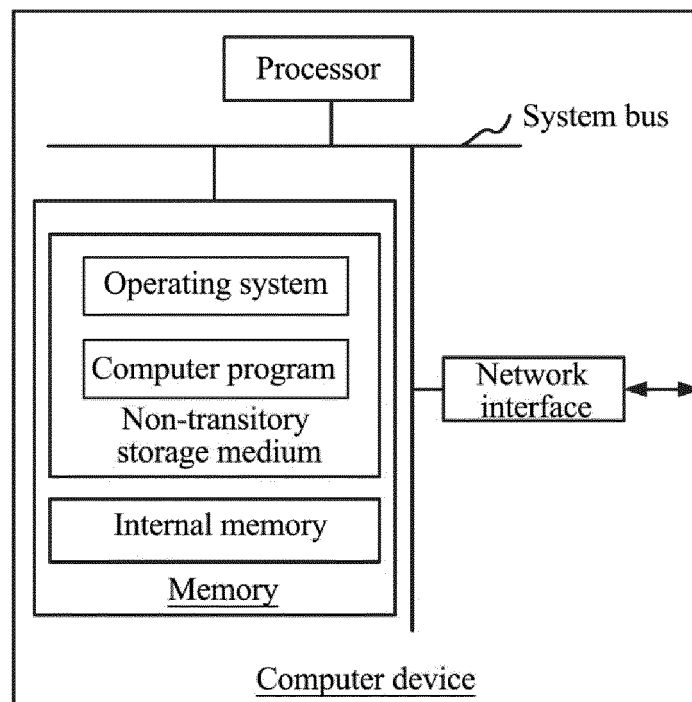 Processor
System bus
Operating system
Computer program
Non-transitory
storage medium
Internal memory
Memory
Network
interface
Computer device